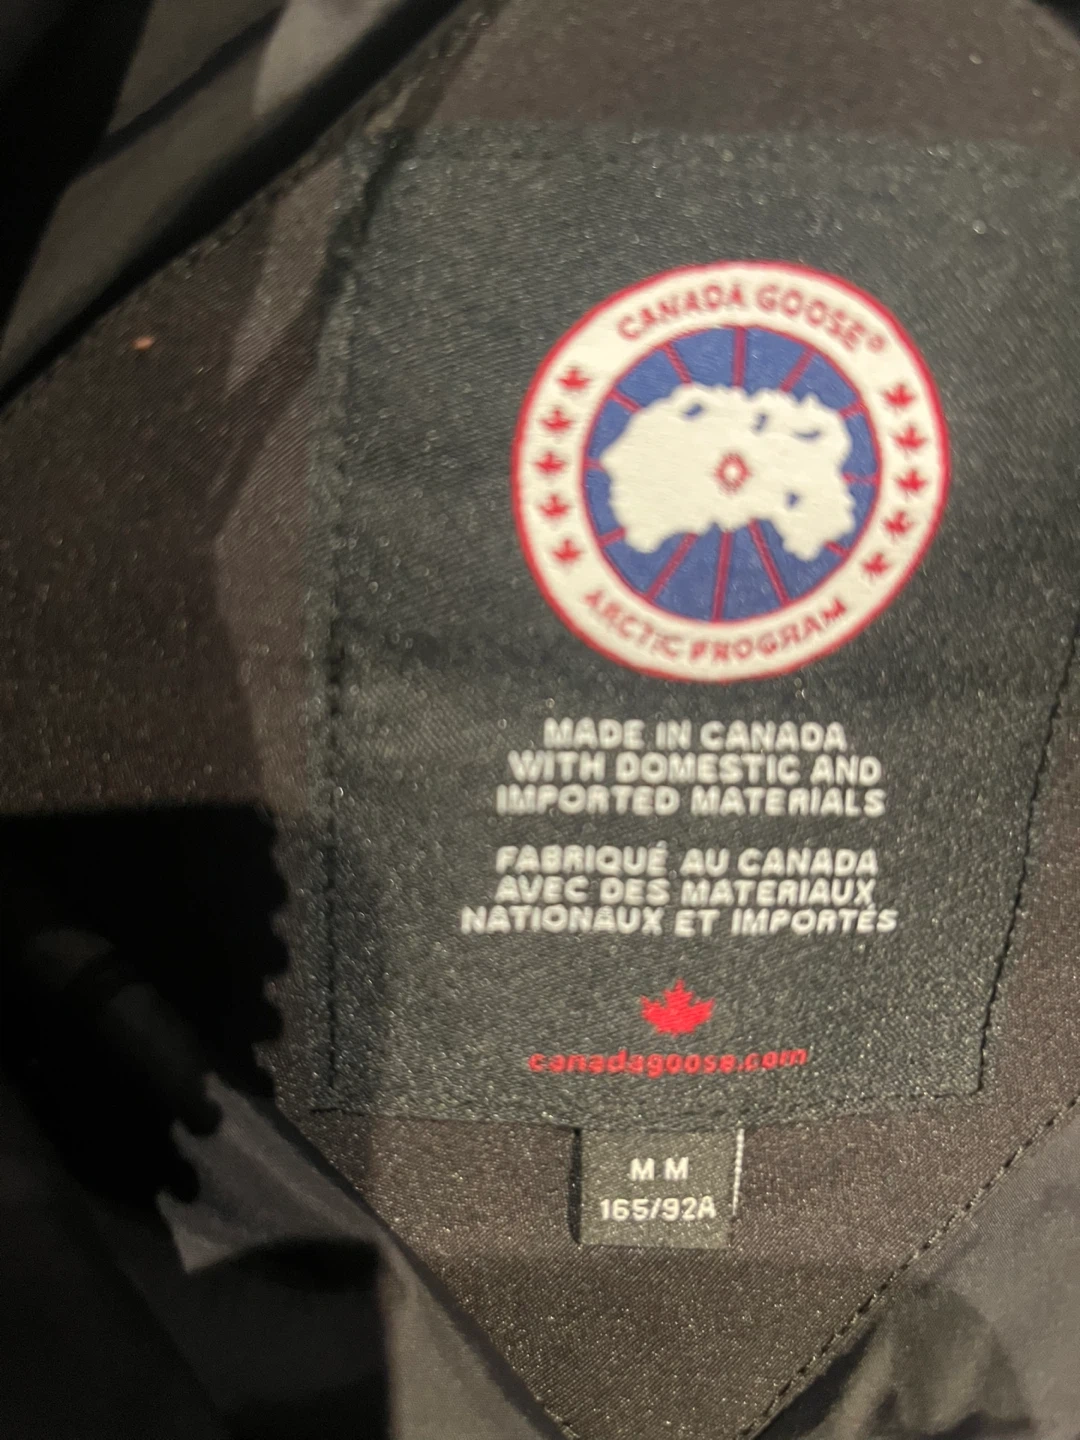 CANADA GOOSE®
ARCTIC PROGRAM
MADE IN CANADA
WITH DOMESTIC AND
IMPORTED MATERIALS
FABRIQUÉ AU CANADA
AVEC DES MATERIAUX
NATIONAUX ET IMPORTÉS
canadagoose.com
M M
165/92A